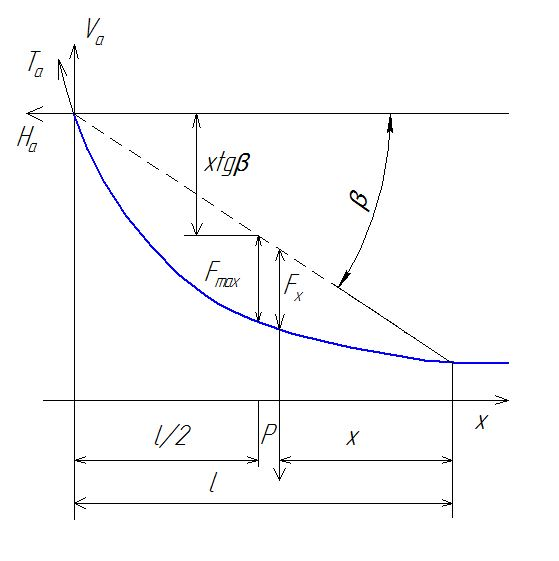 Vₐ
Tₐ
Hₐ
xtgβ
β
Fₘₐₓ
Fₓ
x
l/2
P
x
l